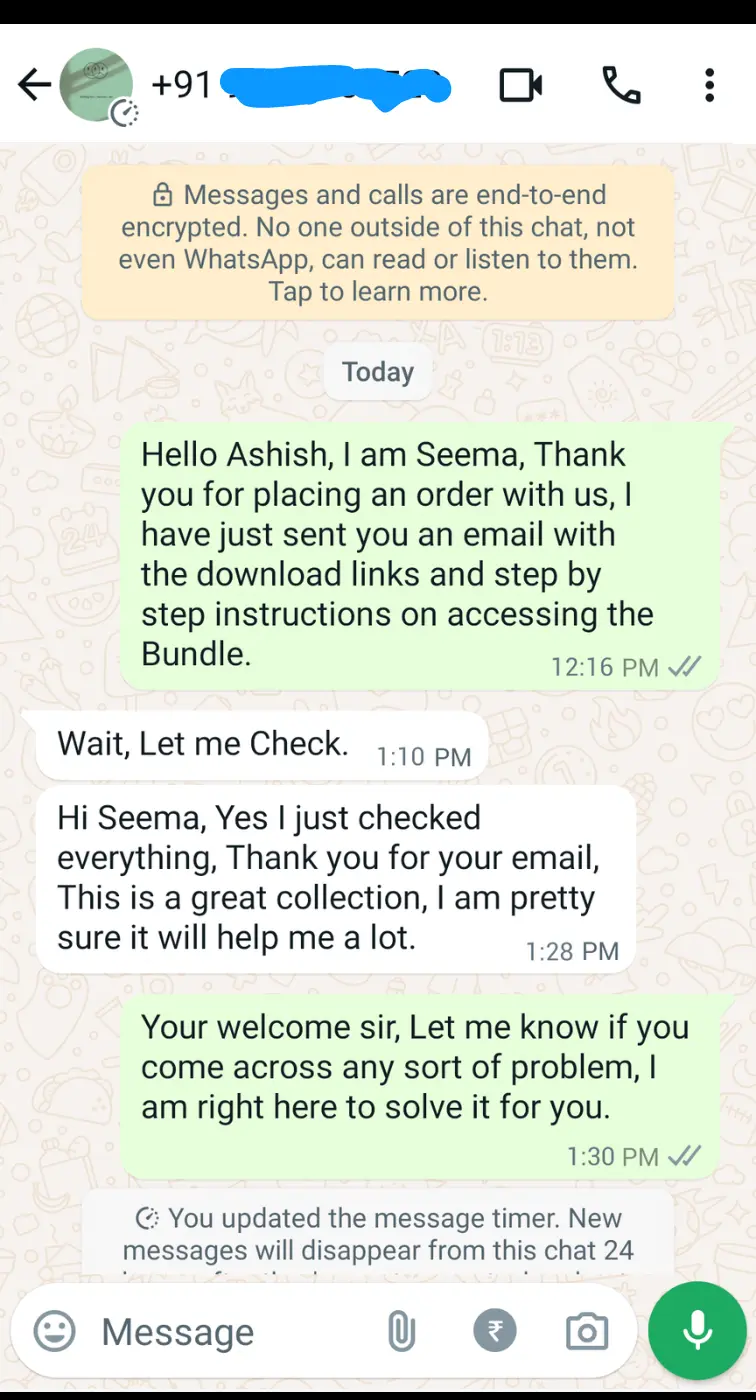 +91
Messages and calls are end-to-end
encrypted. No one outside of this chat, not
even WhatsApp, can read or listen to them.
Tap to learn more.
Today
Hello Ashish, I am Seema, Thank
you for placing an order with us, I
have just sent you an email with
the download links and step by
step instructions on accessing the
Bundle.
12:16 PM
Wait, Let me Check.
1:10 PM
Hi Seema, Yes I just checked
everything, Thank you for your email,
This is a great collection, I am pretty
sure it will help me a lot.
1:28 PM
Your welcome sir, Let me know if you
come across any sort of problem, I
am right here to solve it for you.
1:30 PM
You updated the message timer. New
messages will disappear from this chat 24
Message
₹